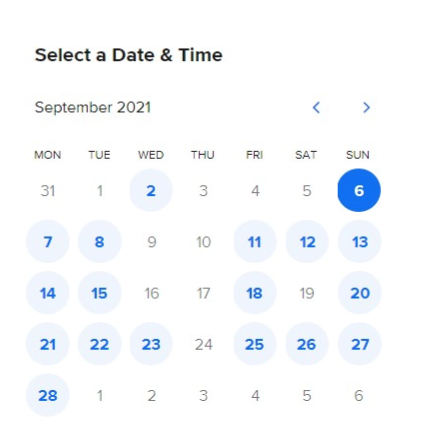 Select a Date & Time
September 2021
MON TUE WED THU FRI SAT SUN
31 1 2 3 4 5 6
7 8 9 10 11 12 13
14 15 16 17 18 19 20
21 22 23 24 25 26 27
28 1 2 3 4 5 6